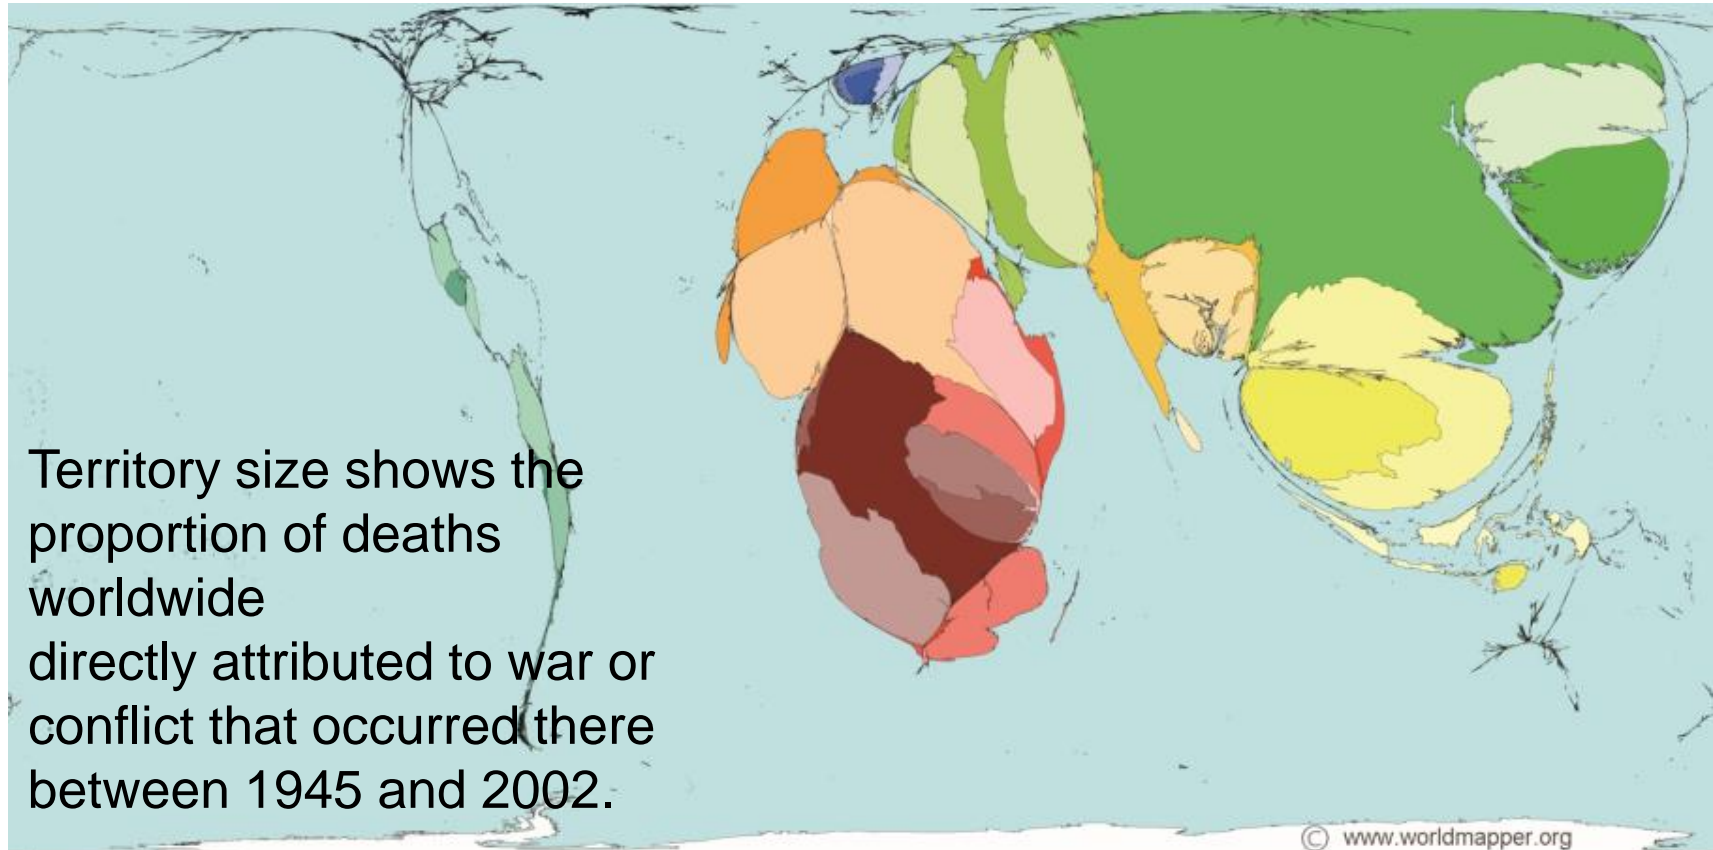 Territory size shows the
proportion of deaths
worldwide
directly attributed to war or
conflict that occurred there
between 1945 and 2002.
© www.worldmapper.org